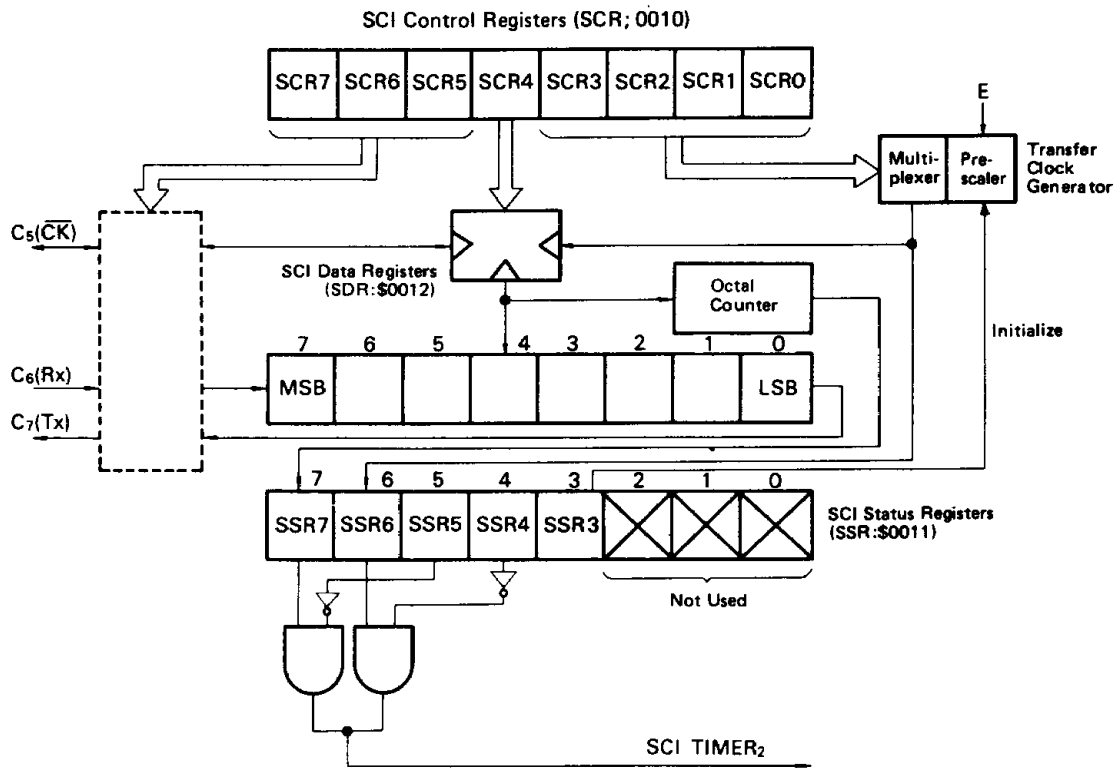 SCI Control Registers (SCR; 0010)
SCR7 SCR6 SCR5 SCR4 SCR3 SCR2 SCR1 SCR0
E
Multi-
plexer
Pre-
scaler
Transfer
Clock
Generator
C5(CK)
SCI Data Registers
(SDR:$0012)
Octal
Counter
Initialize
7 6 5 4 3 2 1 0
C6(Rx)
MSB LSB
C7(Tx)
7 6 5 4 3 2 1 0
SSR7 SSR6 SSR5 SSR4 SSR3
SCI Status Registers
(SSR:$0011)
Not Used
SCI TIMER2